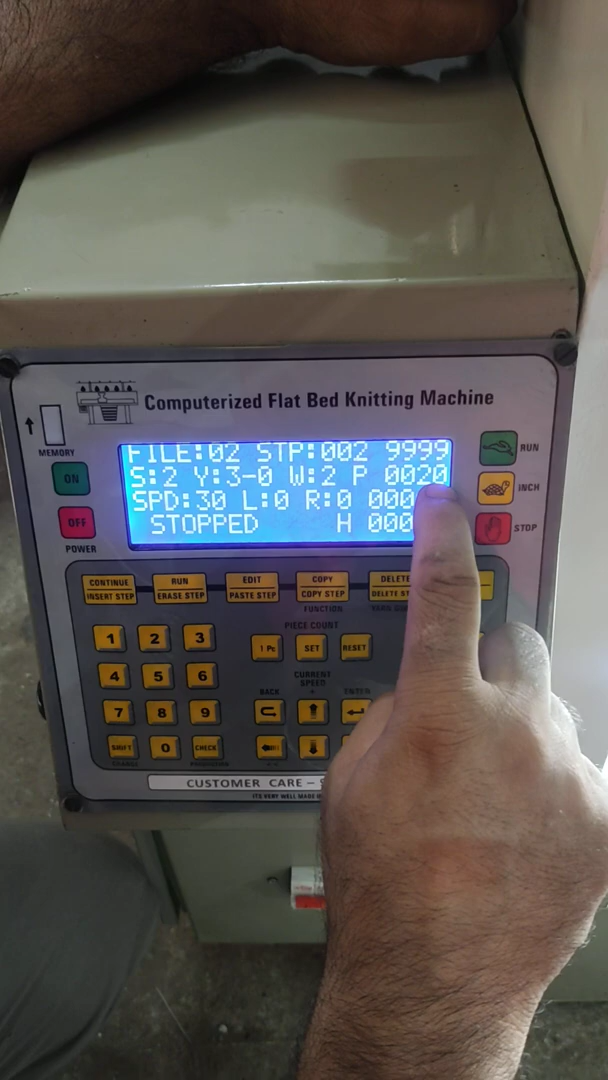 Computerized Flat Bed Knitting Machine
MEMORY
FILE:02 STP:002 9999
S:2 Y:3-0 W:2 P 0020
SPD:30 L:0 R:0 000
STOPPED H 000
RUN
INCH
STOP
ON
OFF
POWER
CONTINUE
INSERT STEP
RUN
ERASE STEP
EDIT
PASTE STEP
COPY
COPY STEP
DELETE
FUNCTION
PIECE COUNT
1 2 3
1 Pc SET RESET
4 5 6
CURRENT
SPEED
BACK + ENTER
7 8 9
SHIFT 0 CHECK
CUSTOMER CARE –